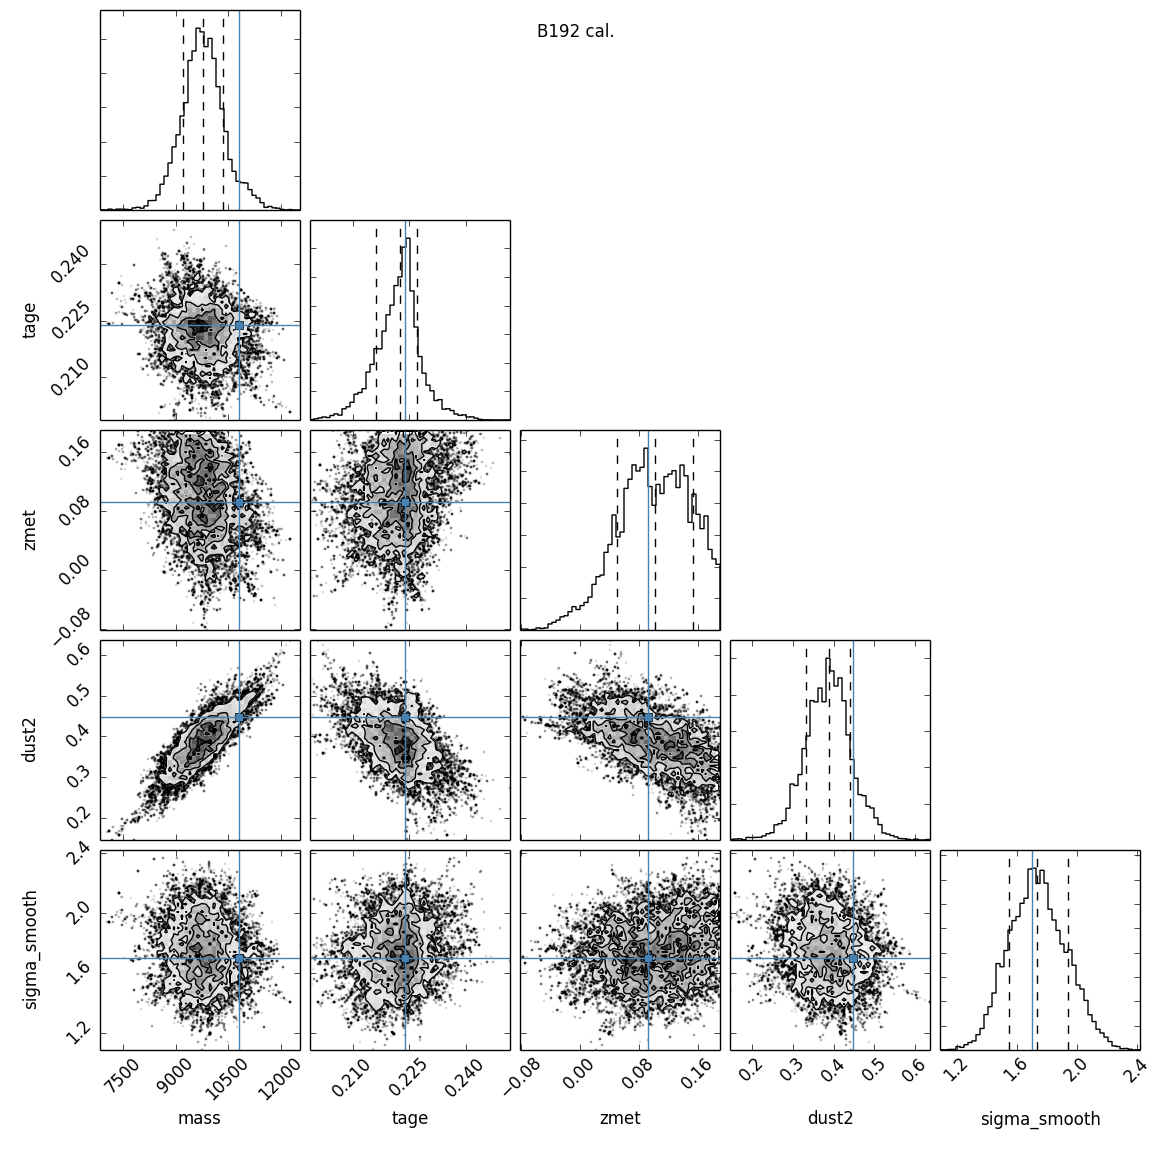 B192 cal.
tage
0.240
0.225
0.210
zmet
0.16
0.08
0.00
−0.08
dust2
0.6
0.5
0.4
0.3
0.2
sigma_smooth
2.4
2.0
1.6
1.2
7500 9000 10500 12000
0.210 0.225 0.240
−0.08 0.00 0.08 0.16
0.2 0.3 0.4 0.5 0.6
1.2 1.6 2.0 2.4
mass tage zmet dust2 sigma_smooth